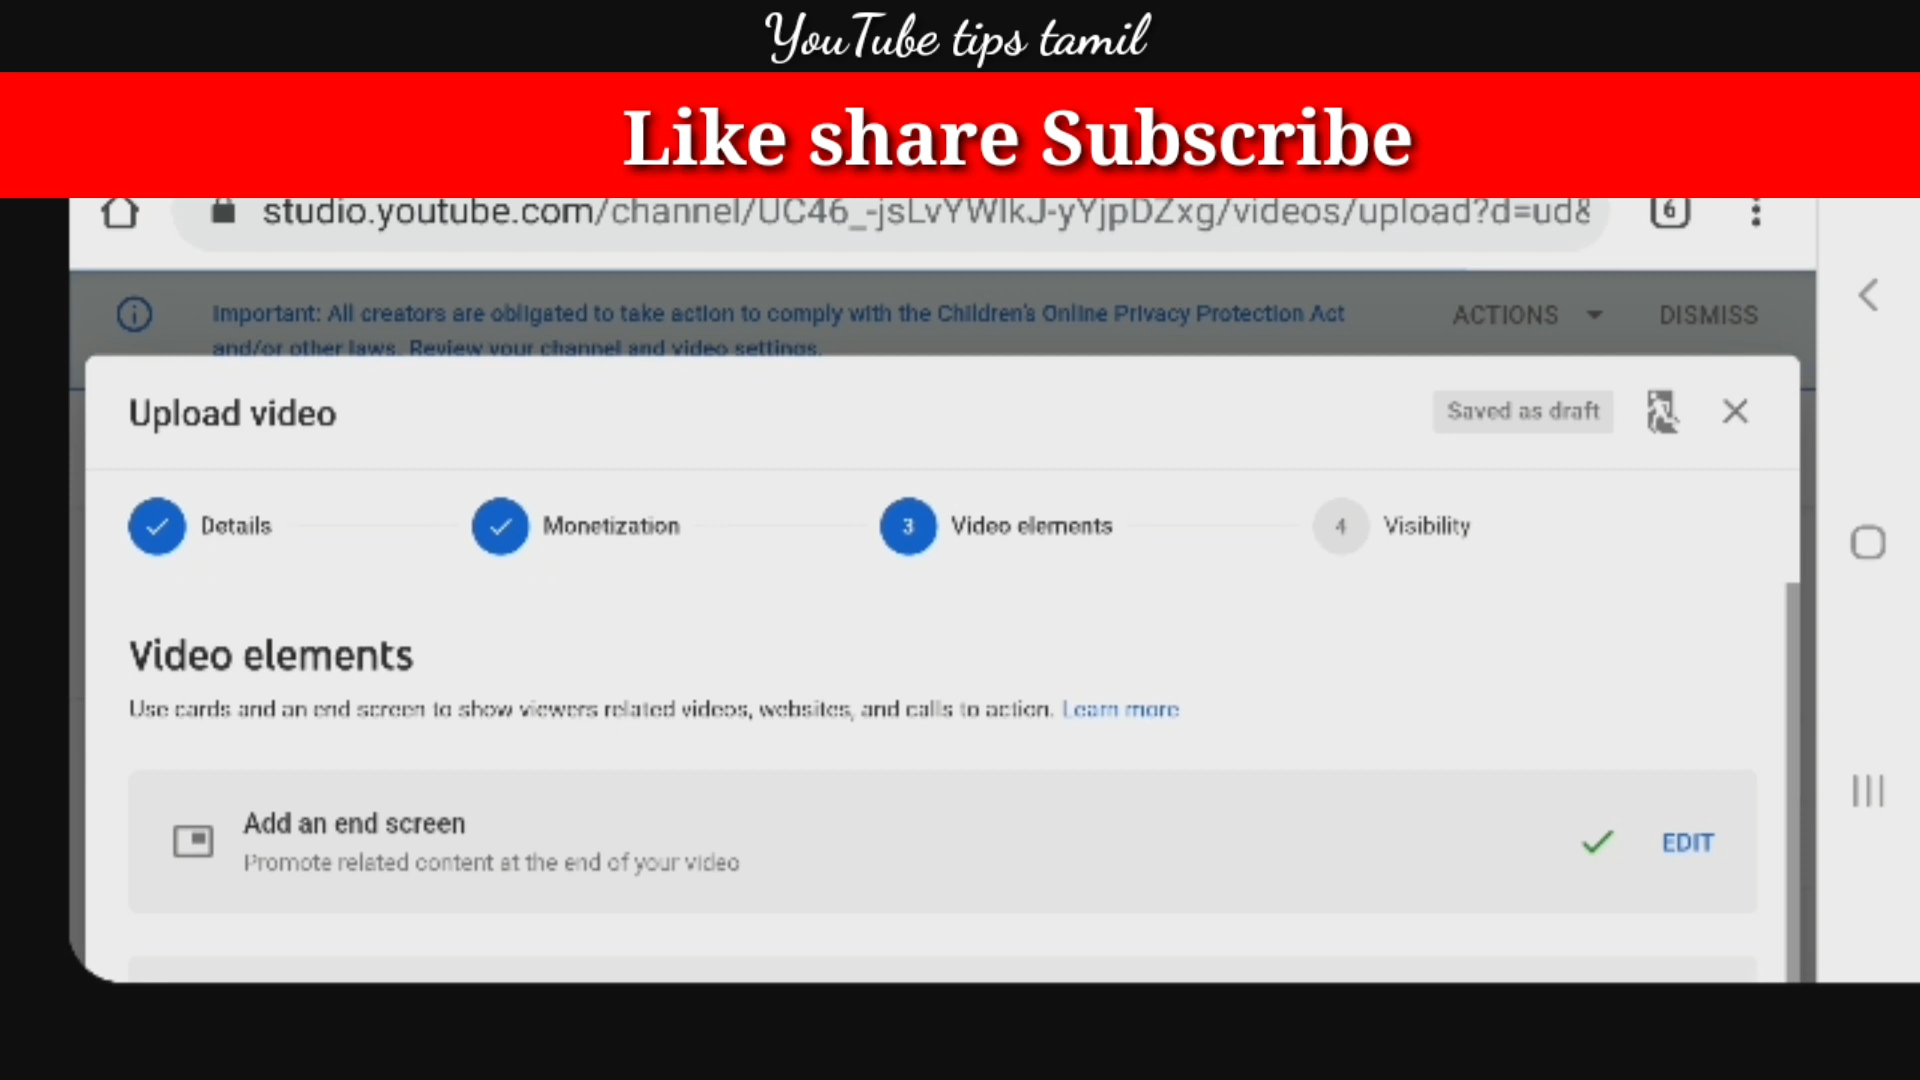 YouTube tips tamil
Like share Subscribe
studio.youtube.com/channel/UC46_-jsLvYWlkJ-yYjpDZxg/videos/upload?d=ud&
6
Important: All creators are obligated to take action to comply with the Children's Online Privacy Protection Act
ACTIONS
DISMISS
and/or other laws. Review your channel and video settings.
Upload video
Saved as draft
Details
Monetization
3
Video elements
4
Visibility
Video elements
Use cards and an end screen to show viewers related videos, websites, and calls to action. Learn more
Add an end screen
Promote related content at the end of your video
EDIT